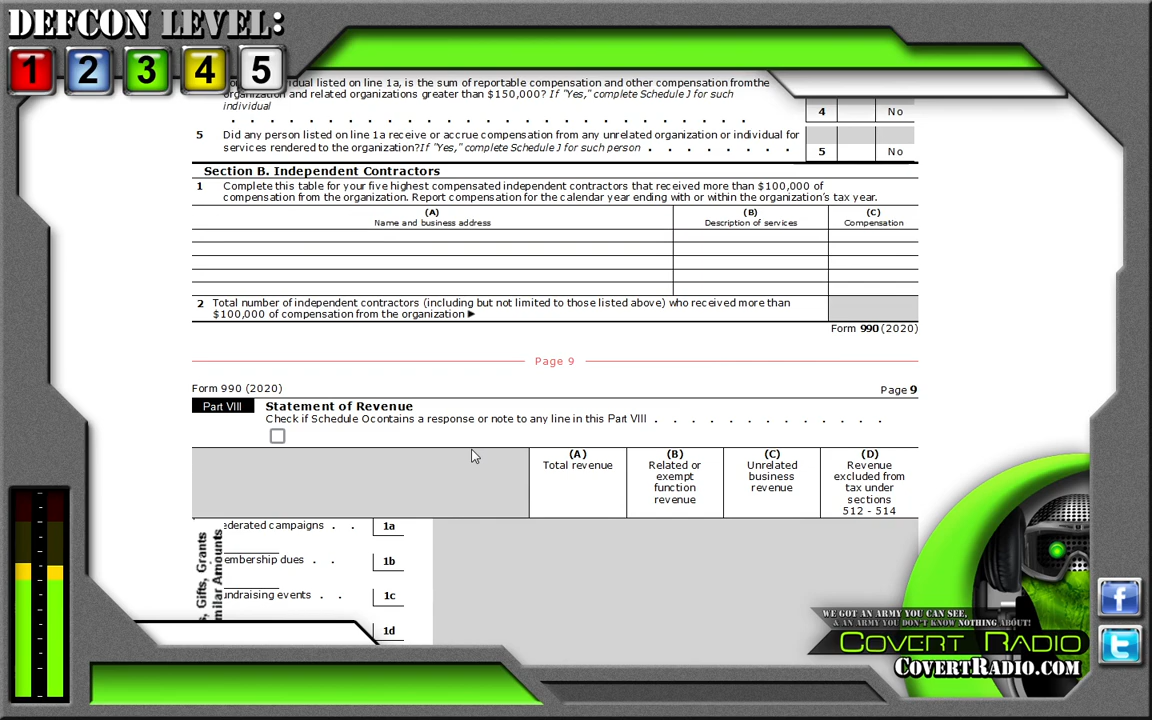 DEFCON LEVEL:
1 2 3 4 5
individual listed on line 1a, is the sum of reportable compensation and other compensation from the
organization and related organizations greater than $150,000? If "Yes," complete Schedule J for such
individual . . . . . . . . . . . . . . . . . . . . . . .
4 No
5 Did any person listed on line 1a receive or accrue compensation from any unrelated organization or individual for
services rendered to the organization?If "Yes," complete Schedule J for such person . . . . . . . .
5 No
Section B. Independent Contractors
1 Complete this table for your five highest compensated independent contractors that received more than $100,000 of
compensation from the organization. Report compensation for the calendar year ending with or within the organization's tax year.
(A)
Name and business address
(B)
Description of services
(C)
Compensation
2 Total number of independent contractors (including but not limited to those listed above) who received more than
$100,000 of compensation from the organization ►
Form 990 (2020)
Page 9
Form 990 (2020)
Page 9
Part VIII Statement of Revenue
Check if Schedule O contains a response or note to any line in this Part VIII . . . . . . . . . . . . .
(A)
Total revenue
(B)
Related or
exempt
function
revenue
(C)
Unrelated
business
revenue
(D)
Revenue
excluded from
tax under
sections
512 - 514
, Gifts, Grants
milar Amounts
ederated campaigns . . 1a
embership dues . . 1b
undraising events . . 1c
1d
WE GOT AN ARMY YOU CAN SEE,
& AN ARMY YOU DON'T KNOW NOTHING ABOUT!
COVERT RADIO
COVERTRADIO.COM